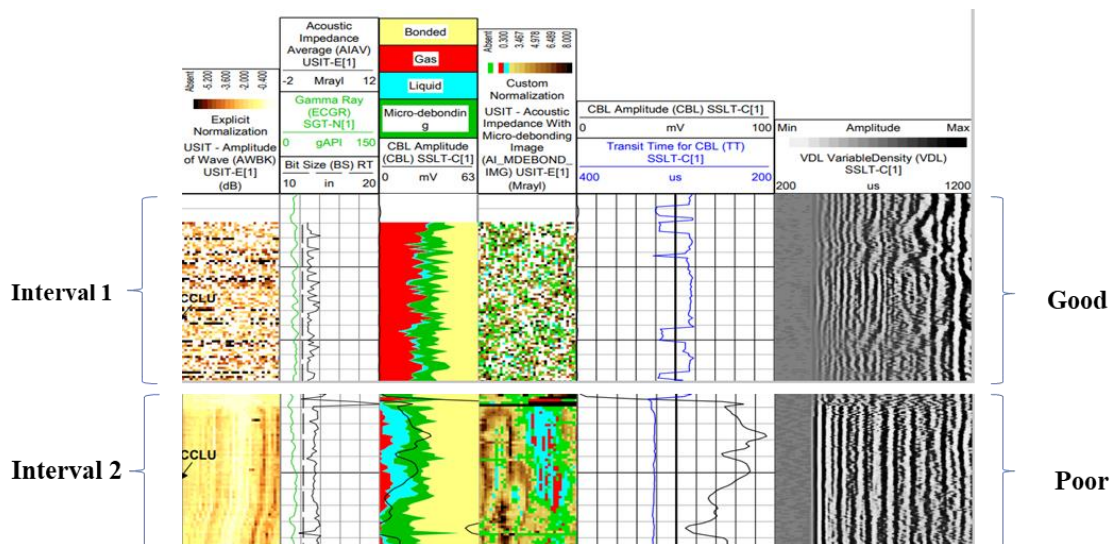 Absent
-5.200
-3.600
-2.000
-0.400
Explicit
Normalization
USIT - Amplitude
of Wave (AWBK)
USIT-E[1]
(dB)
Acoustic
Impedance
Average (AIAV)
USIT-E[1]
-2 Mrayl 12
Gamma Ray
(ECGR)
SGT-N[1]
0 gAPI 150
Bit Size (BS) RT
10 in 20
Bonded
Gas
Liquid
Micro-debondin
g
CBL Amplitude
(CBL) SSLT-C[1]
0 mV 63
Absent
0.300
3.467
4.978
6.489
8.000
Custom
Normalization
USIT - Acoustic
Impedance With
Micro-debonding
Image
(AI_MDEBOND_
IMG) USIT-E[1]
(Mrayl)
CBL Amplitude (CBL) SSLT-C[1]
0 mV 100
Transit Time for CBL (TT)
SSLT-C[1]
400 us 200
Min Amplitude Max
VDL VariableDensity (VDL)
SSLT-C[1]
200 us 1200
Interval 1
CCLU
Good
Interval 2
CCLU
Poor